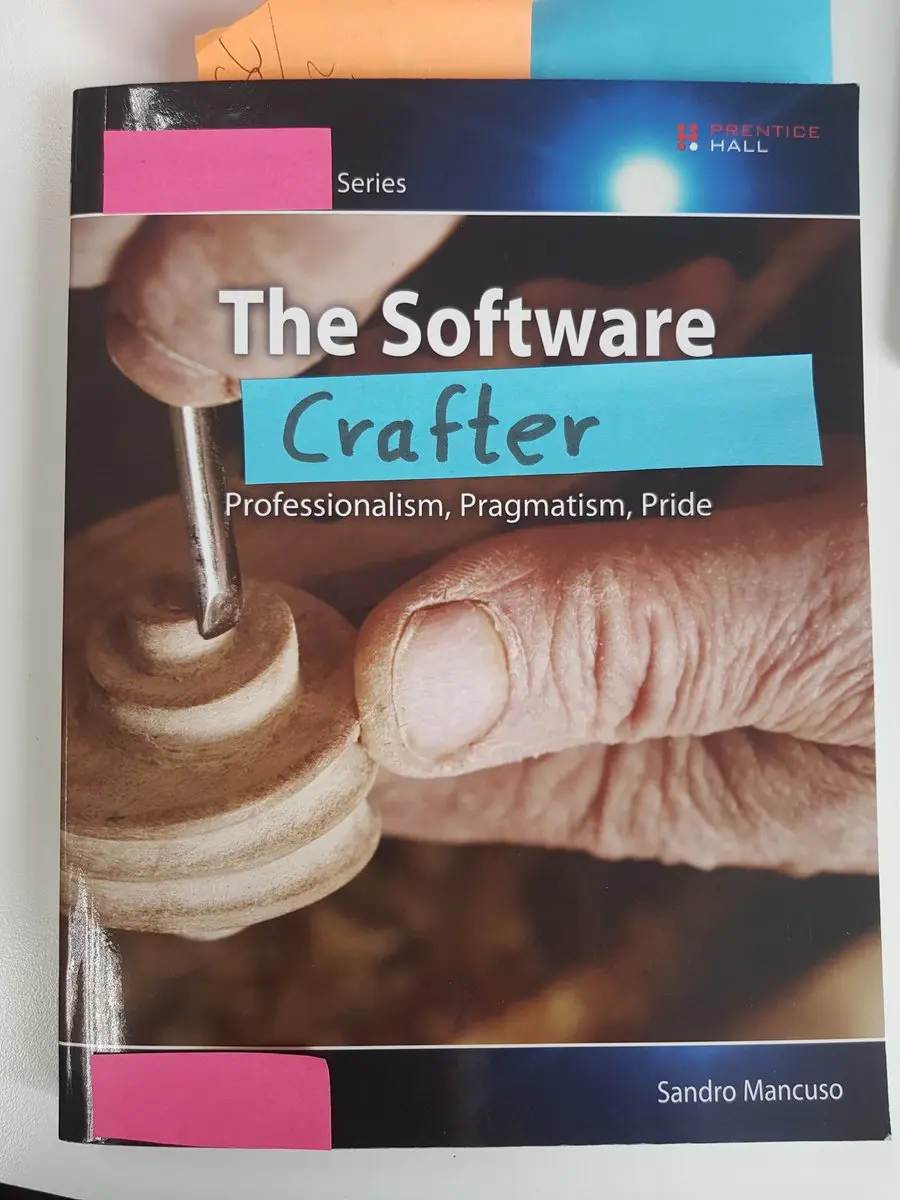 PRENTICE
HALL
Series
The Software
Crafter
Professionalism, Pragmatism, Pride
Sandro Mancuso